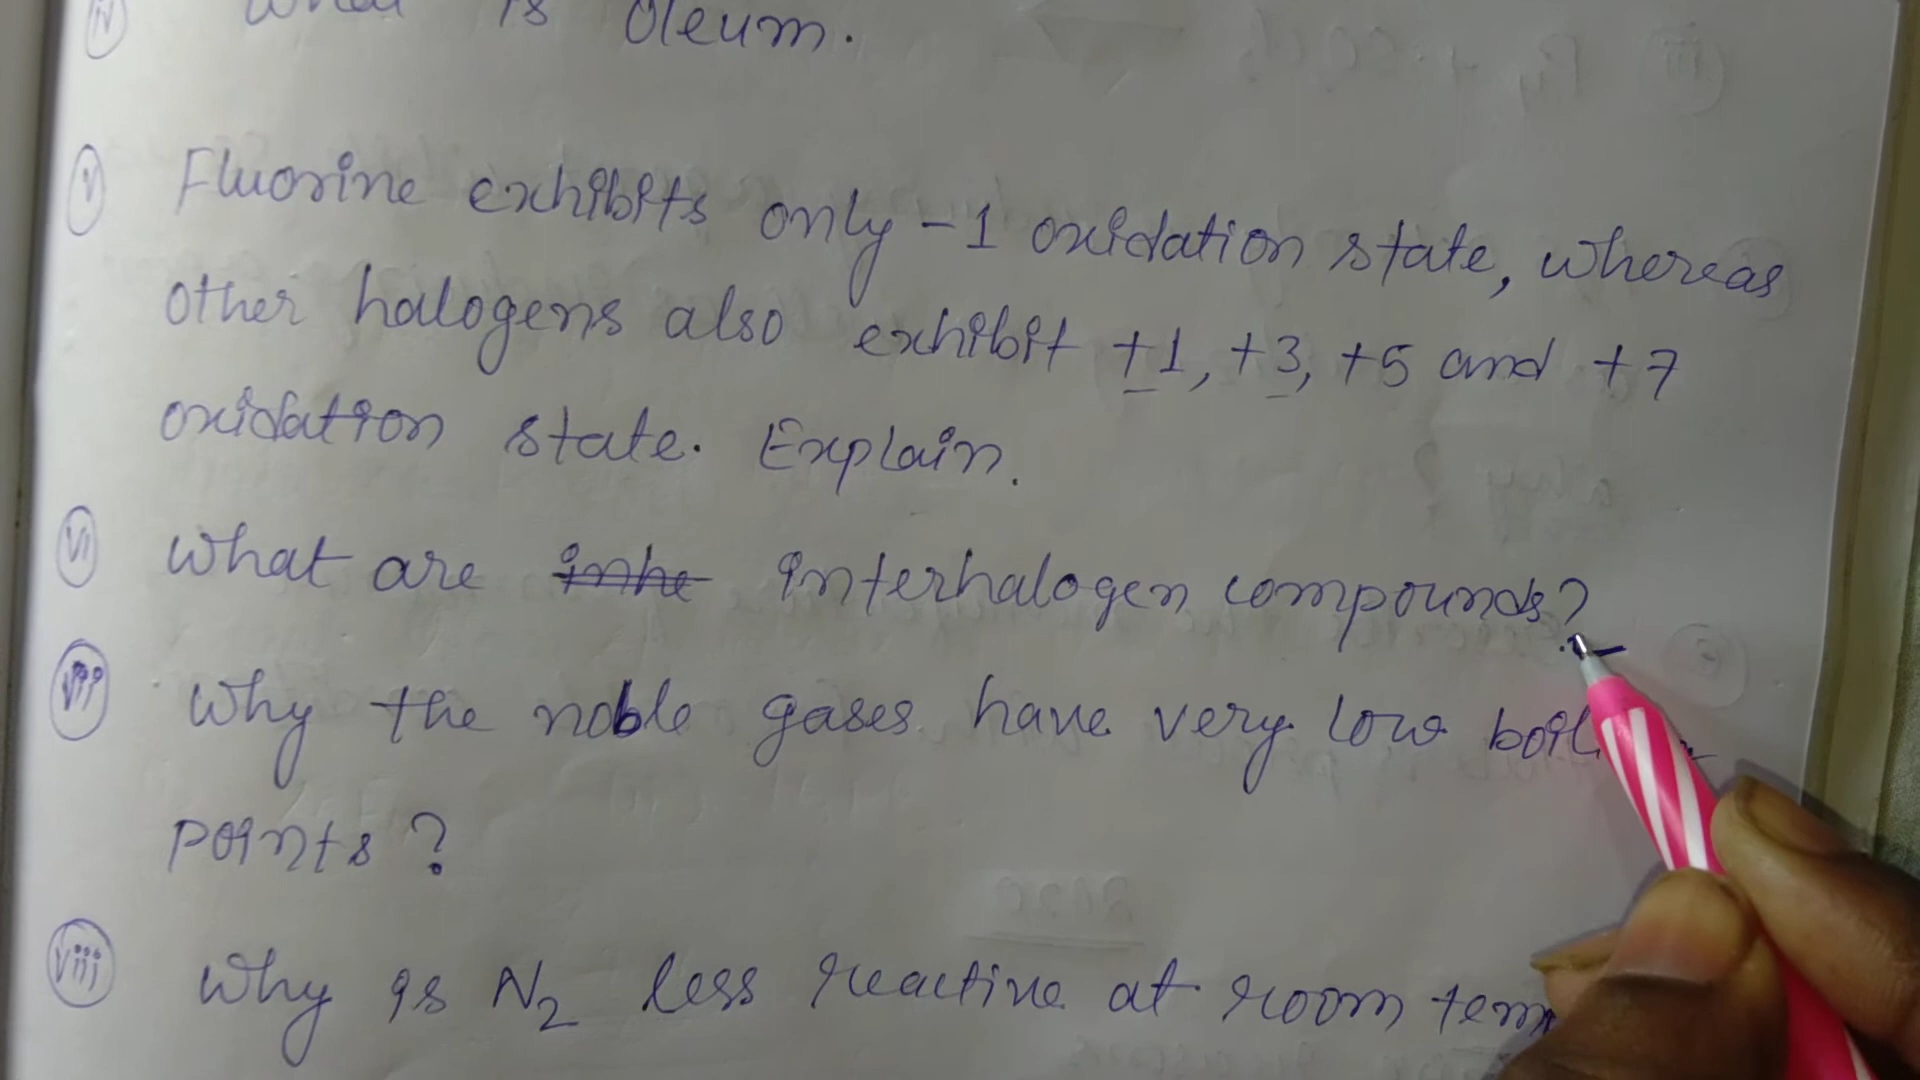 iv What is Oleum.
v Fluorine exhibits only -1 oxidation state, whereas
other halogens also exhibit +1, +3, +5 and +7
oxidation state. Explain.
vi What are inhe interhalogen compounds?
vii Why the noble gases have very low
points?
viii Why is N2 less reactive at room